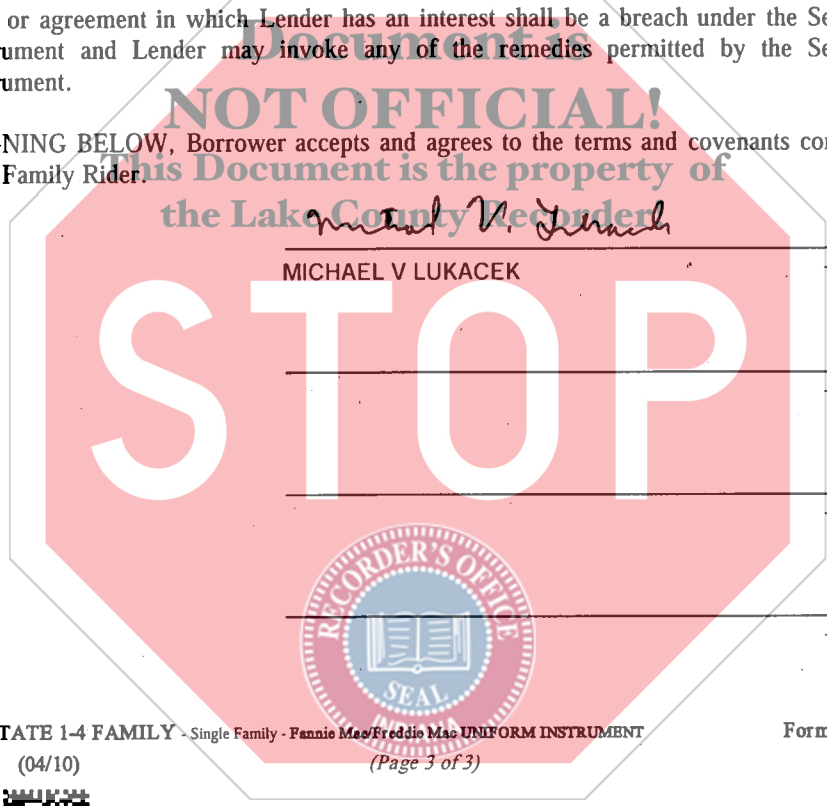 or agreement in which Lender has an interest shall be a breach under the Se
ument and Lender may invoke any of the remedies permitted by the Se
ument.
Document is
NOT OFFICIAL!
NING BELOW, Borrower accepts and agrees to the terms and covenants con
Family Rider.
This Document is the property of
the Lake County Recorder!
Michael V. Lukacek
MICHAEL V LUKACEK
STOP
RECORDER'S OFFICE
SEAL
INDIANA
TATE 1-4 FAMILY - Single Family - Fannie Mae/Freddie Mac UNIFORM INSTRUMENT Form
(04/10) (Page 3 of 3)